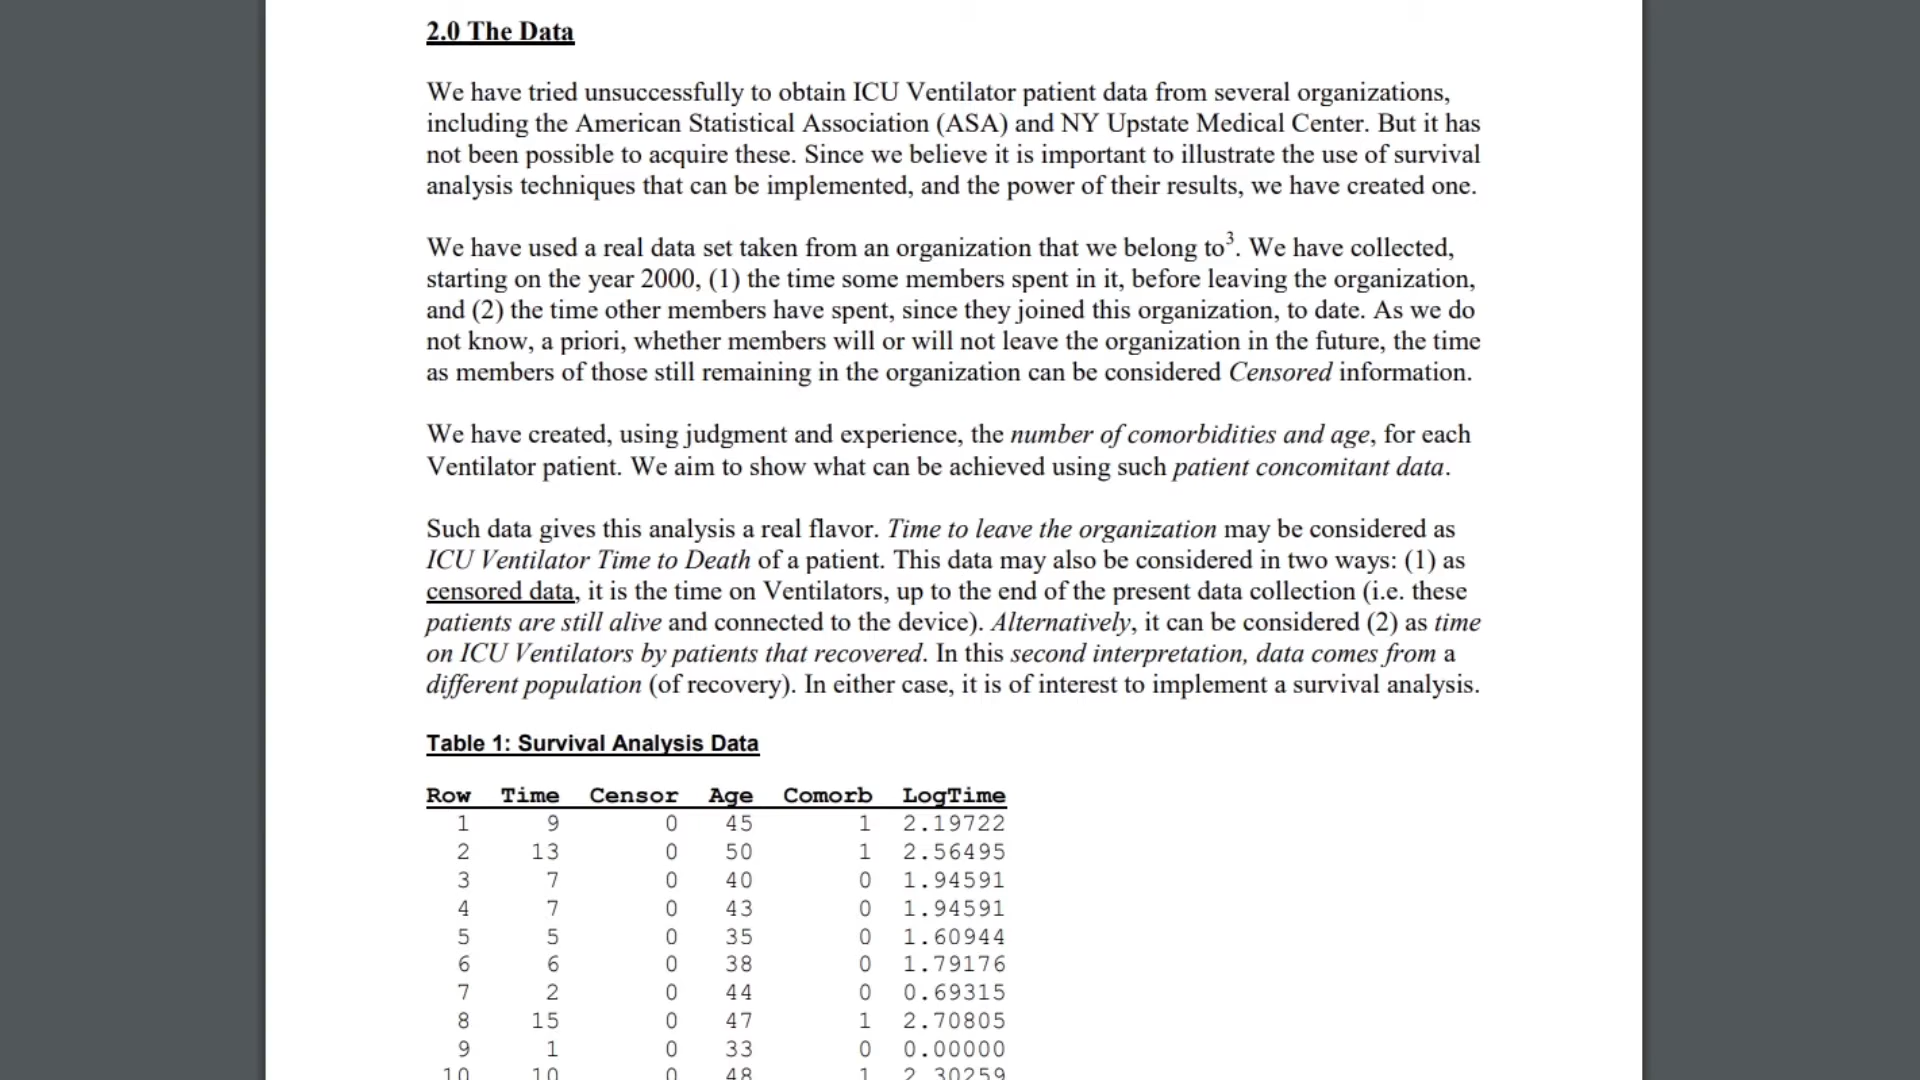 2.0 The Data
We have tried unsuccessfully to obtain ICU Ventilator patient data from several organizations,
including the American Statistical Association (ASA) and NY Upstate Medical Center. But it has
not been possible to acquire these. Since we believe it is important to illustrate the use of survival
analysis techniques that can be implemented, and the power of their results, we have created one.
We have used a real data set taken from an organization that we belong to³. We have collected,
starting on the year 2000, (1) the time some members spent in it, before leaving the organization,
and (2) the time other members have spent, since they joined this organization, to date. As we do
not know, a priori, whether members will or will not leave the organization in the future, the time
as members of those still remaining in the organization can be considered Censored information.
We have created, using judgment and experience, the number of comorbidities and age, for each
Ventilator patient. We aim to show what can be achieved using such patient concomitant data.
Such data gives this analysis a real flavor. Time to leave the organization may be considered as
ICU Ventilator Time to Death of a patient. This data may also be considered in two ways: (1) as
censored data, it is the time on Ventilators, up to the end of the present data collection (i.e. these
patients are still alive and connected to the device). Alternatively, it can be considered (2) as time
on ICU Ventilators by patients that recovered. In this second interpretation, data comes from a
different population (of recovery). In either case, it is of interest to implement a survival analysis.
Table 1: Survival Analysis Data
Row Time Censor Age Comorb LogTime
1 9 0 45 1 2.19722
2 13 0 50 1 2.56495
3 7 0 40 0 1.94591
4 7 0 43 0 1.94591
5 5 0 35 0 1.60944
6 6 0 38 0 1.79176
7 2 0 44 0 0.69315
8 15 0 47 1 2.70805
9 1 0 33 0 0.00000
10 10 0 48 1 2.30259